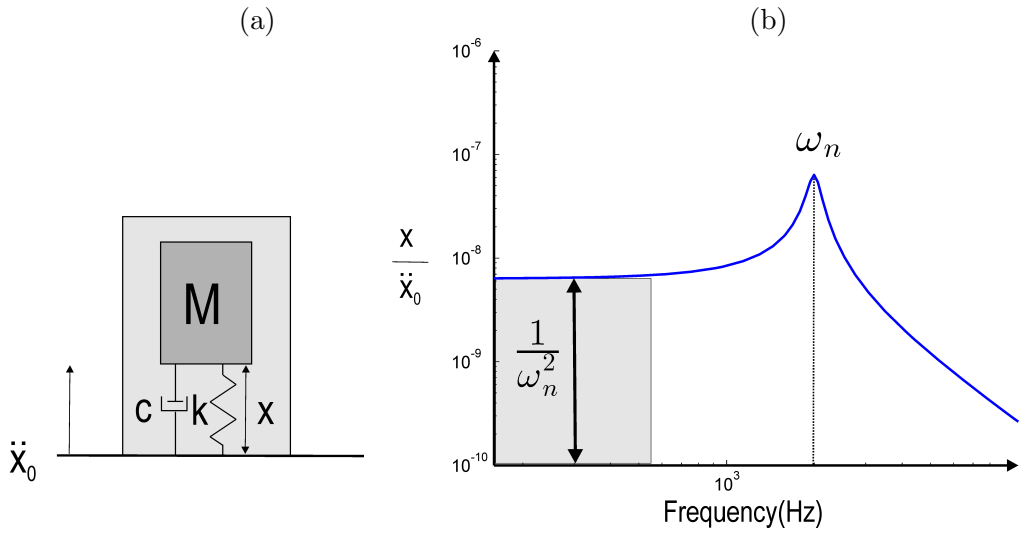 (a)
M
c
k
x
ẍ₀
(b)
10⁻⁶
10⁻⁷
10⁻⁸
10⁻⁹
10⁻¹⁰
x
ẍ₀
ωₙ
1
ωₙ²
10³
Frequency(Hz)